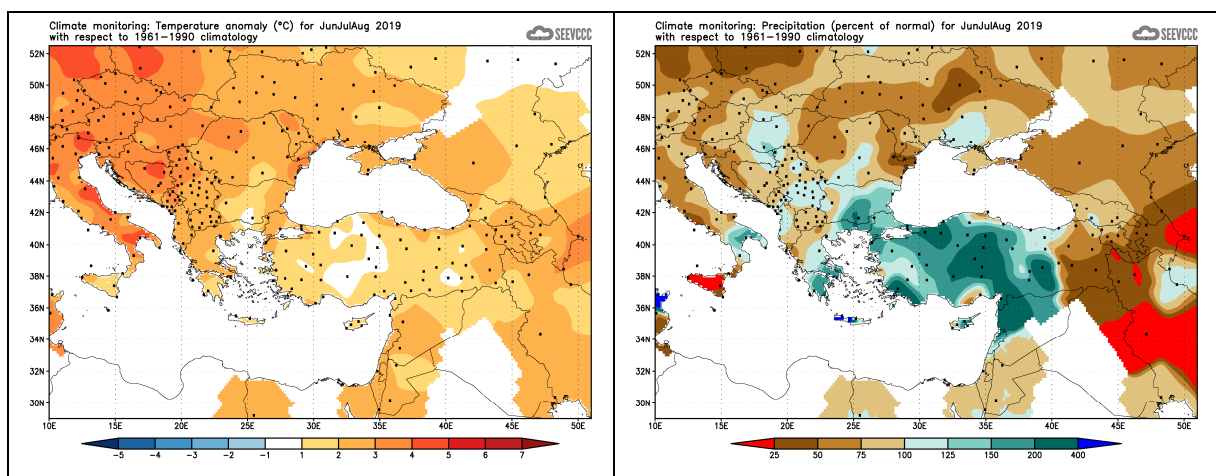 Climate monitoring: Temperature anomaly (°C) for JunJulAug 2019
with respect to 1961–1990 climatology
SEEVCCC
52N
50N
48N
46N
44N
42N
40N
38N
36N
34N
32N
30N
10E 15E 20E 25E 30E 35E 40E 45E 50E
-5 -4 -3 -2 -1 1 2 3 4 5 6 7
Climate monitoring: Precipitation (percent of normal) for JunJulAug 2019
with respect to 1961–1990 climatology
SEEVCCC
52N
50N
48N
46N
44N
42N
40N
38N
36N
34N
32N
30N
10E 15E 20E 25E 30E 35E 40E 45E 50E
25 50 75 100 125 150 200 400